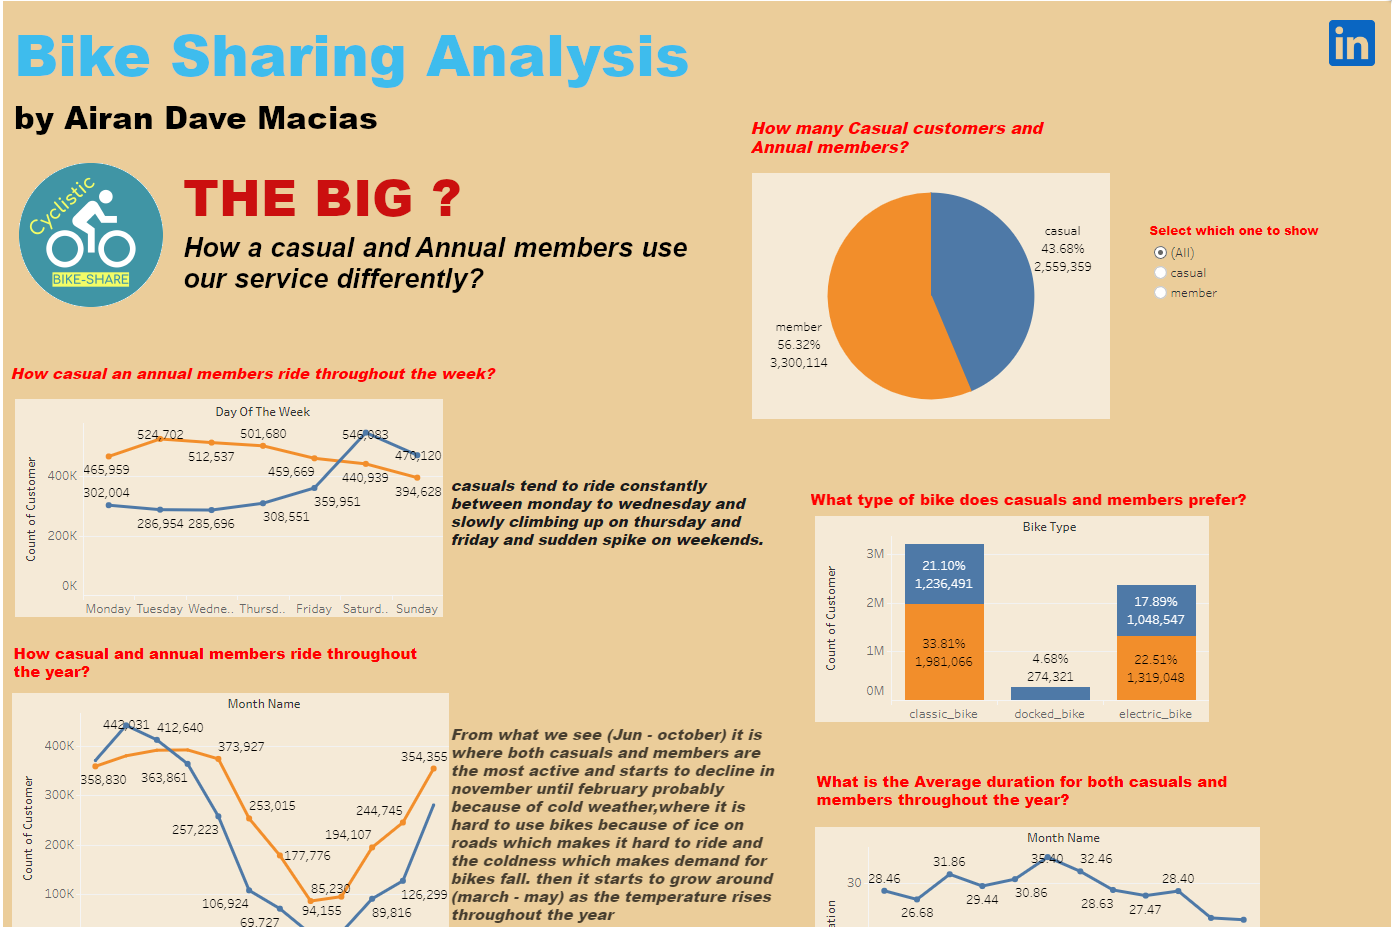 Bike Sharing Analysis
by Airan Dave Macias
in
Cyclistic
BIKE-SHARE
THE BIG ?
How a casual and Annual members use
our service differently?
How many Casual customers and
Annual members?
casual
43.68%
2,559,359
member
56.32%
3,300,114
Select which one to show
(All)
casual
member
How casual an annual members ride throughout the week?
Day Of The Week
Count of Customer
400K
200K
0K
465,959
524,702
512,537
501,680
459,669
546,083
440,939
470,120
394,628
302,004
286,954
285,696
308,551
359,951
Monday
Tuesday
Wedne..
Thursd..
Friday
Saturd..
Sunday
casuals tend to ride constantly
between monday to wednesday and
slowly climbing up on thursday and
friday and sudden spike on weekends.
What type of bike does casuals and members prefer?
Bike Type
Count of Customer
3M
2M
1M
0M
21.10%
1,236,491
33.81%
1,981,066
4.68%
274,321
17.89%
1,048,547
22.51%
1,319,048
classic_bike
docked_bike
electric_bike
How casual and annual members ride throughout
the year?
Month Name
Count of Customer
400K
300K
200K
100K
442,031
412,640
373,927
354,355
358,830
363,861
253,015
244,745
257,223
194,107
177,776
85,230
106,924
94,155
126,299
69,727
89,816
From what we see (Jun - october) it is
where both casuals and members are
the most active and starts to decline in
november until february probably
because of cold weather,where it is
hard to use bikes because of ice on
roads which makes it hard to ride and
the coldness which makes demand for
bikes fall. then it starts to grow around
(march - may) as the temperature rises
throughout the year
What is the Average duration for both casuals and
members throughout the year?
Month Name
30
28.46
26.68
31.86
29.44
30.86
35.40
32.46
28.63
27.47
28.40